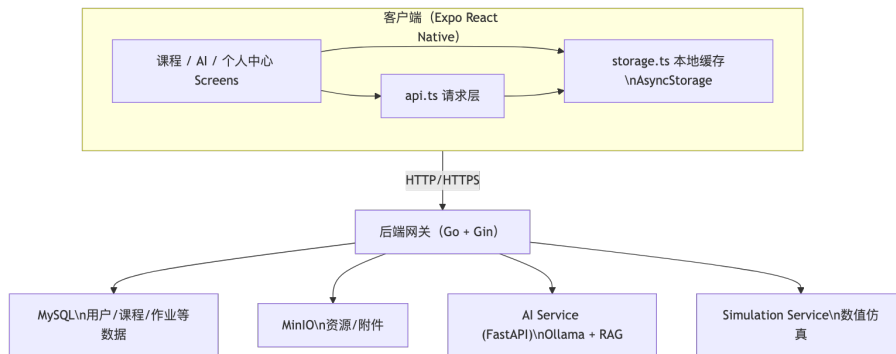 客户端（Expo React
Native）
课程 / AI / 个人中心
Screens
api.ts 请求层
storage.ts 本地缓存
\nAsyncStorage
HTTP/HTTPS
后端网关（Go + Gin）
MySQL\n用户/课程/作业等
数据
MinIO\n资源/附件
AI Service
(FastAPI)\nOllama + RAG
Simulation Service\n数值仿
真